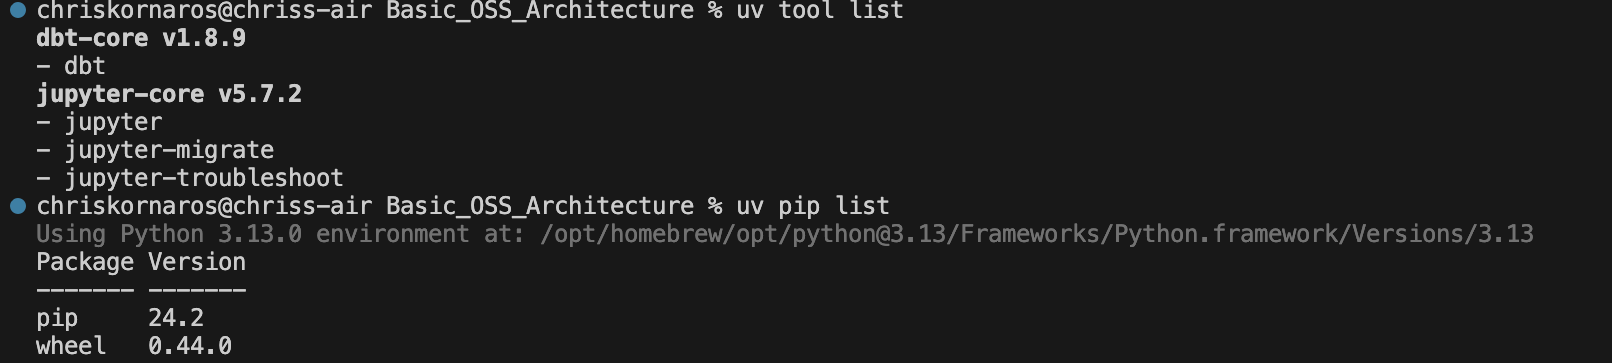 chriskornaros@chriss-air Basic_OSS_Architecture % uv tool list
dbt-core v1.8.9
- dbt
jupyter-core v5.7.2
- jupyter
- jupyter-migrate
- jupyter-troubleshoot
chriskornaros@chriss-air Basic_OSS_Architecture % uv pip list
Using Python 3.13.0 environment at: /opt/homebrew/opt/python@3.13/Frameworks/Python.framework/Versions/3.13
Package Version
------- -------
pip     24.2
wheel   0.44.0